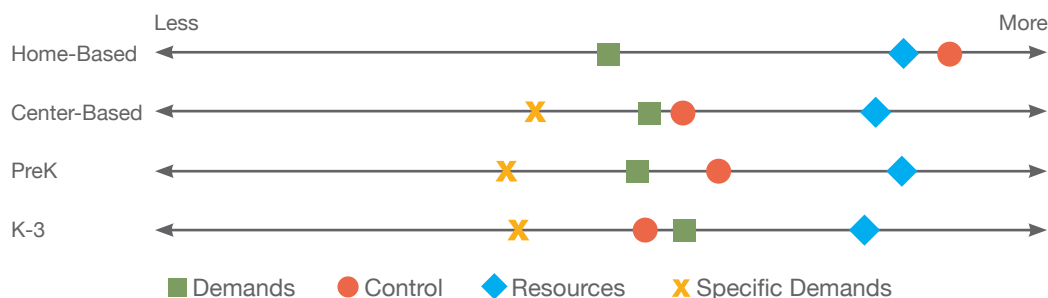 Less More
Home-Based
Center-Based
PreK
K-3
Demands Control Resources X Specific Demands